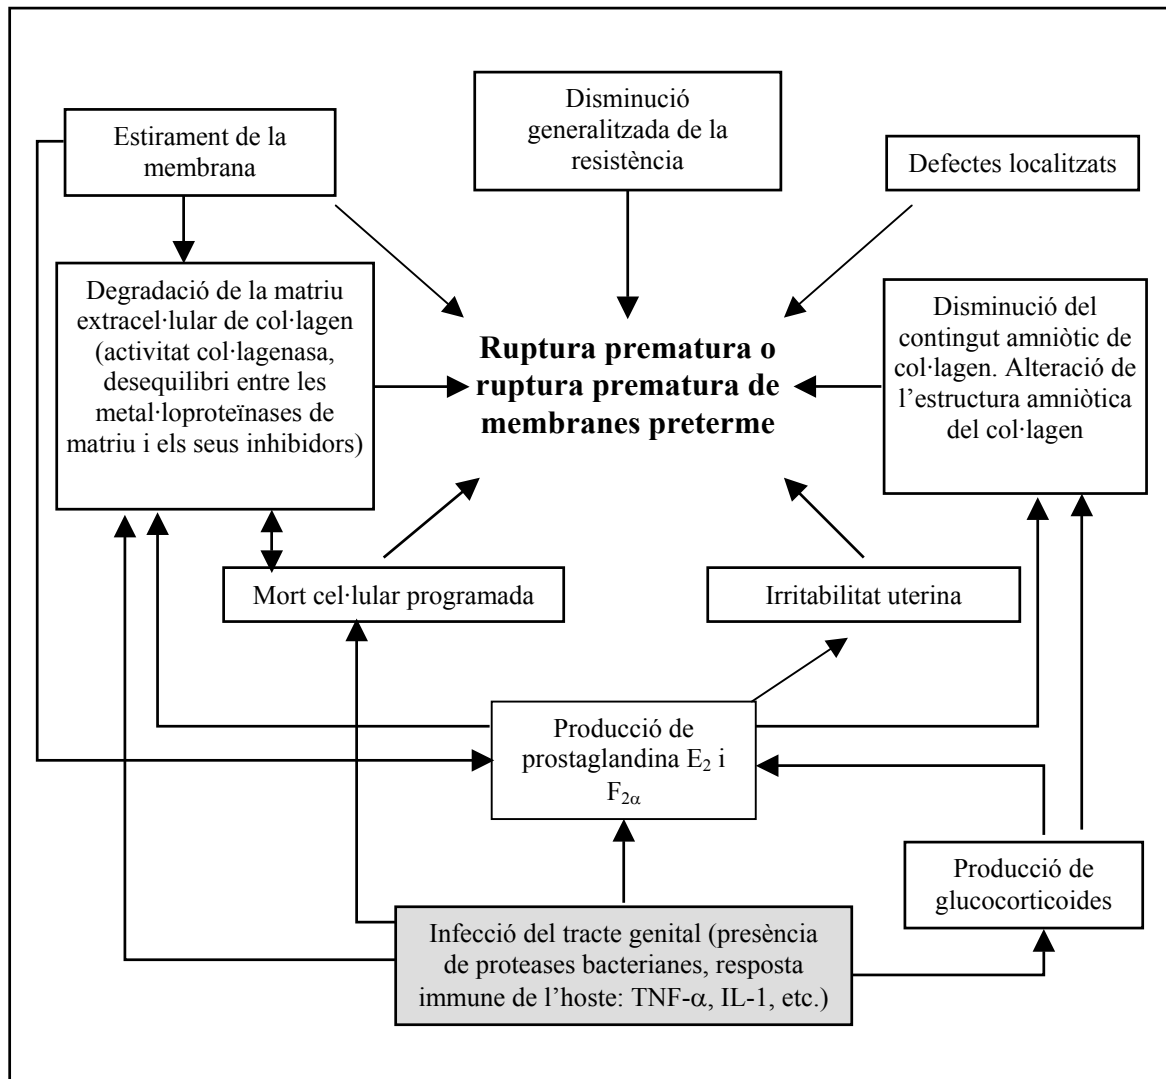 Estirament de la
membrana
Disminució
generalitzada de la
resistència
Defectes localitzats
Degradació de la matriu
extracel·lular de col·lagen
(activitat col·lagenasa,
desequilibri entre les
metal·loproteïnases de
matriu i els seus inhibidors)
Ruptura prematura o
ruptura prematura de
membranes preterme
Disminució del
contingut amniòtic de
col·lagen. Alteració de
l’estructura amniòtica
del col·lagen
Mort cel·lular programada
Irritabilitat uterina
Producció de
prostaglandina E₂ i
F₂α
Producció de
glucocorticoides
Infecció del tracte genital (presència
de proteases bacterianes, resposta
immune de l’hoste: TNF-α, IL-1, etc.)